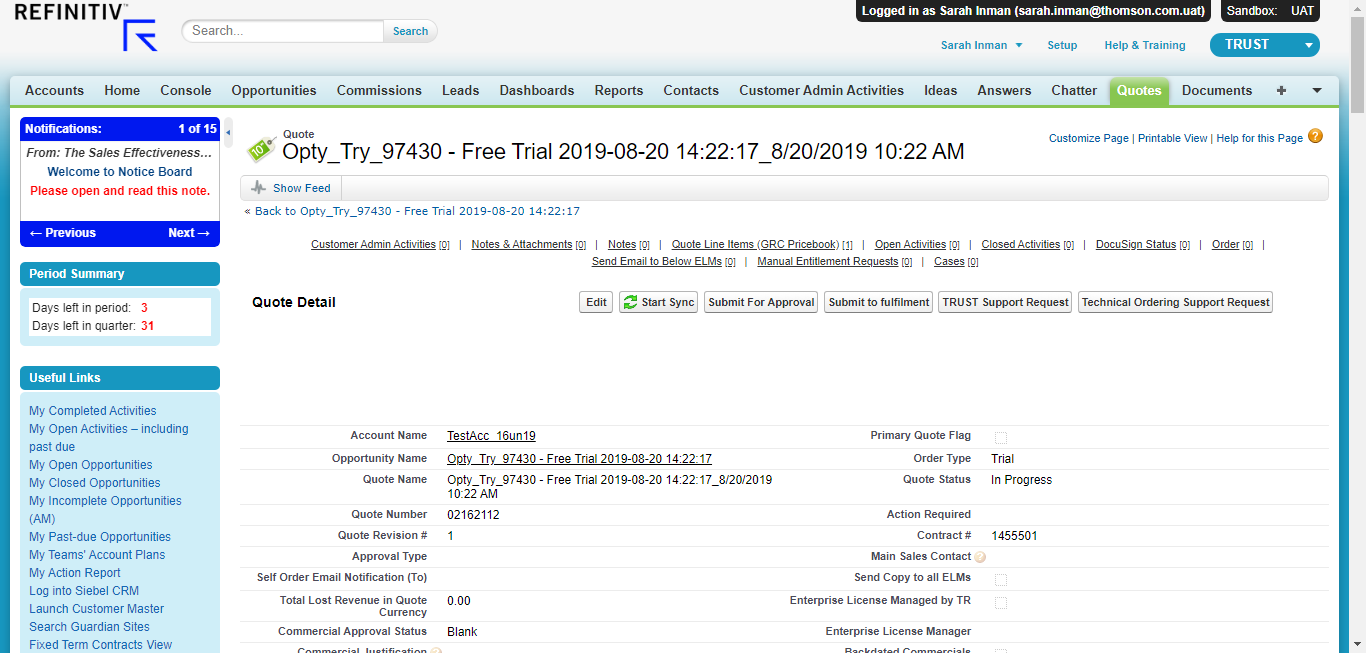 REFINITIV™
Search...
Search
Logged in as Sarah Inman (sarah.inman@thomson.com.uat)
Sandbox: UAT
Sarah Inman
Setup
Help & Training
TRUST
Accounts Home Console Opportunities Commissions Leads Dashboards Reports Contacts Customer Admin Activities Ideas Answers Chatter Quotes Documents +
Notifications: 1 of 15
From: The Sales Effectiveness...
Welcome to Notice Board
Please open and read this note.
← Previous Next →
Period Summary
Days left in period: 3
Days left in quarter: 31
Useful Links
My Completed Activities
My Open Activities – including
past due
My Open Opportunities
My Closed Opportunities
My Incomplete Opportunities
(AM)
My Past-due Opportunities
My Teams' Account Plans
My Action Report
Log into Siebel CRM
Launch Customer Master
Search Guardian Sites
Fixed Term Contracts View
Quote
Opty_Try_97430 - Free Trial 2019-08-20 14:22:17_8/20/2019 10:22 AM
Customize Page | Printable View | Help for this Page ?
Show Feed
« Back to Opty_Try_97430 - Free Trial 2019-08-20 14:22:17
Customer Admin Activities [0] | Notes & Attachments [0] | Notes [0] | Quote Line Items (GRC Pricebook) [1] | Open Activities [0] | Closed Activities [0] | DocuSign Status [0] | Order [0] |
Send Email to Below ELMs [0] | Manual Entitlement Requests [0] | Cases [0]
Quote Detail
Edit Start Sync Submit For Approval Submit to fulfilment TRUST Support Request Technical Ordering Support Request
Account Name TestAcc_16un19 Primary Quote Flag
Opportunity Name Opty_Try_97430 - Free Trial 2019-08-20 14:22:17 Order Type Trial
Quote Name Opty_Try_97430 - Free Trial 2019-08-20 14:22:17_8/20/2019 Quote Status In Progress
10:22 AM
Quote Number 02162112 Action Required
Quote Revision # 1 Contract # 1455501
Approval Type Main Sales Contact
Self Order Email Notification (To) Send Copy to all ELMs
Total Lost Revenue in Quote 0.00 Enterprise License Managed by TR
Currency
Commercial Approval Status Blank Enterprise License Manager
Commercial Justification Backdated Commercials